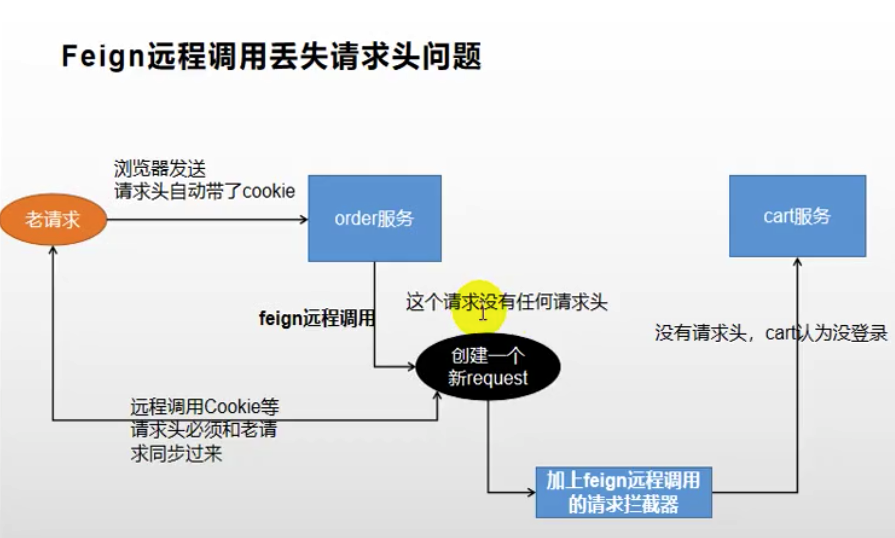 Feign远程调用丢失请求头问题
浏览器发送
请求头自动带了cookie
老请求
order服务
cart服务
feign远程调用
这个请求没有任何请求头
没有请求头，cart认为没登录
创建一个
新request
远程调用Cookie等
请求头必须和老请
求同步过来
加上feign远程调用
的请求拦截器